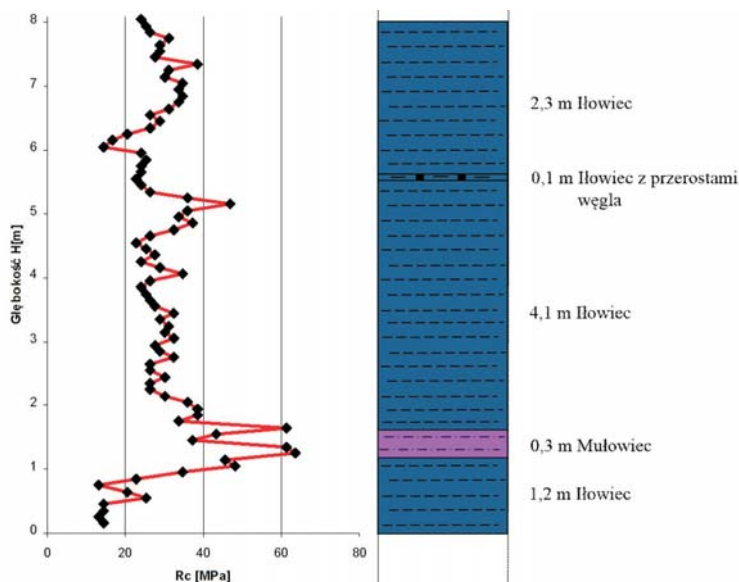 8
7
6
5
4
3
2
1
0
Głębokość H[m]
0
20
40
60
80
Rc [MPa]
2,3 m Iłowiec
0,1 m Iłowiec z przerostami
węgla
4,1 m Iłowiec
0,3 m Mułowiec
1,2 m Iłowiec